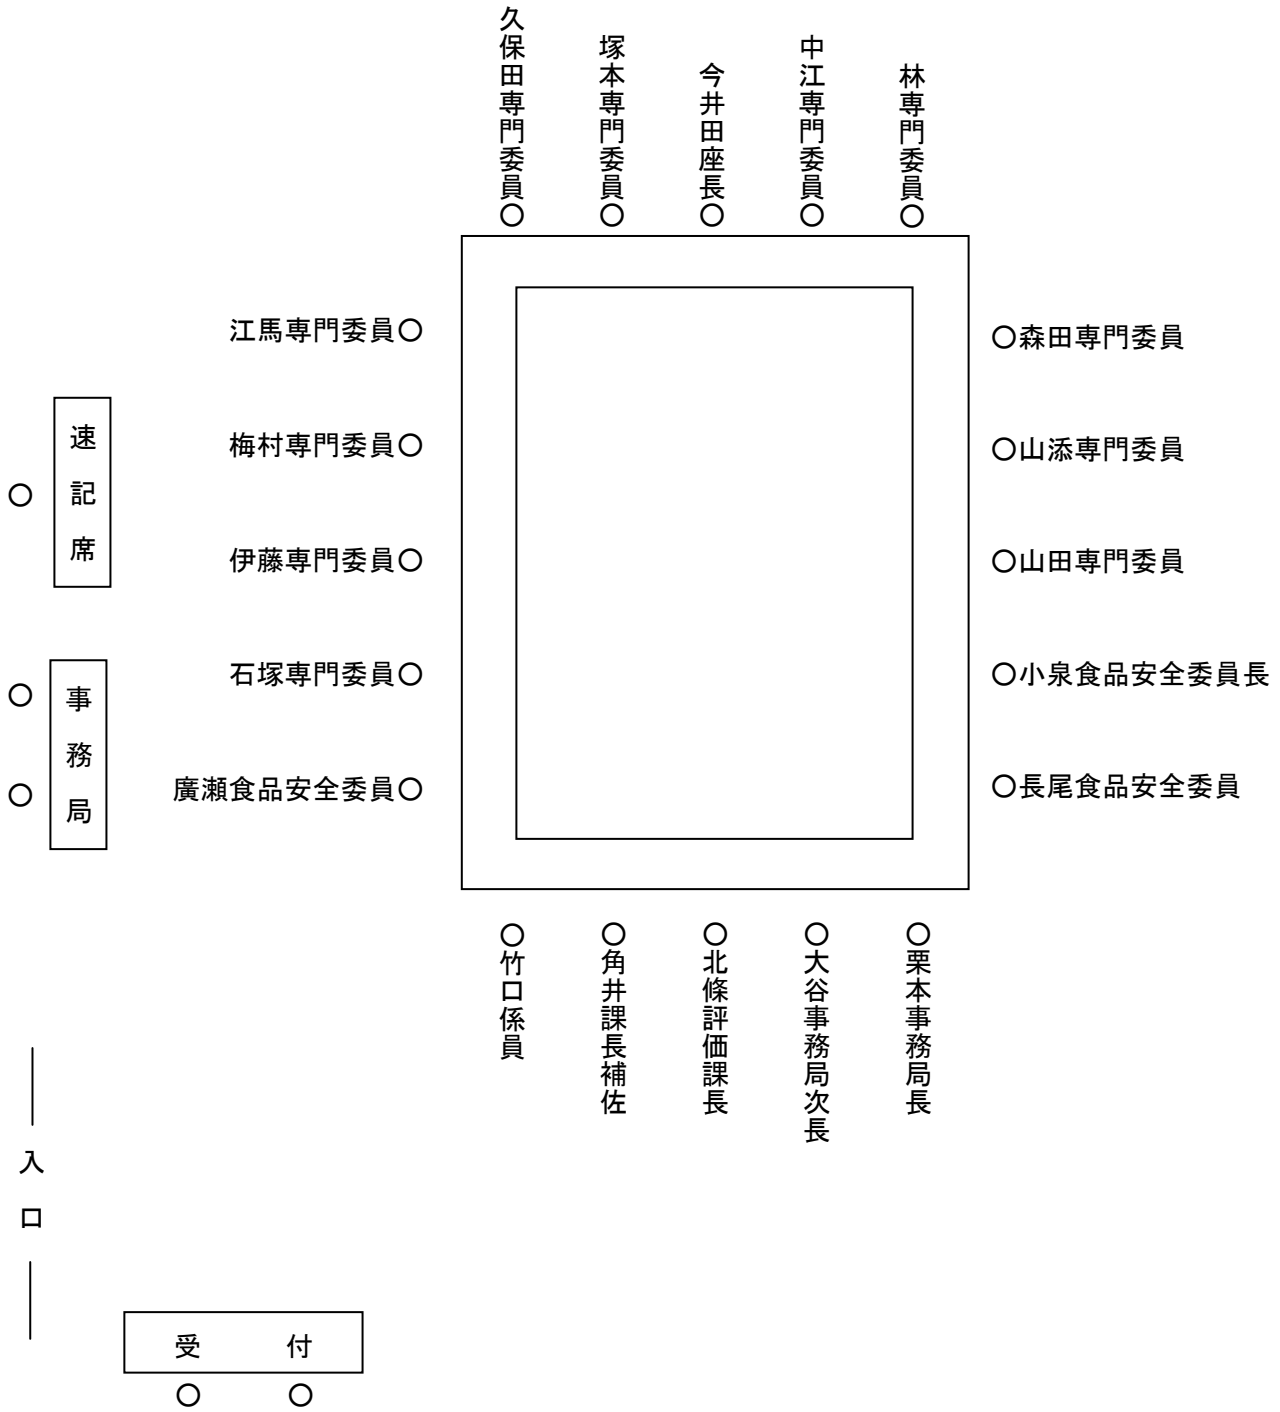 久保田専門委員○
塚本専門委員○
今井田座長○
中江専門委員○
林専門委員○
江馬専門委員○
梅村専門委員○
伊藤専門委員○
石塚専門委員○
廣瀬食品安全委員○
○森田専門委員
○山添専門委員
○山田専門委員
○小泉食品安全委員長
○長尾食品安全委員
速記席
○
事務局
○
○
○竹口係員
○角井課長補佐
○北條評価課長
○大谷事務局次長
○栗本事務局長
入口
受付
○ ○